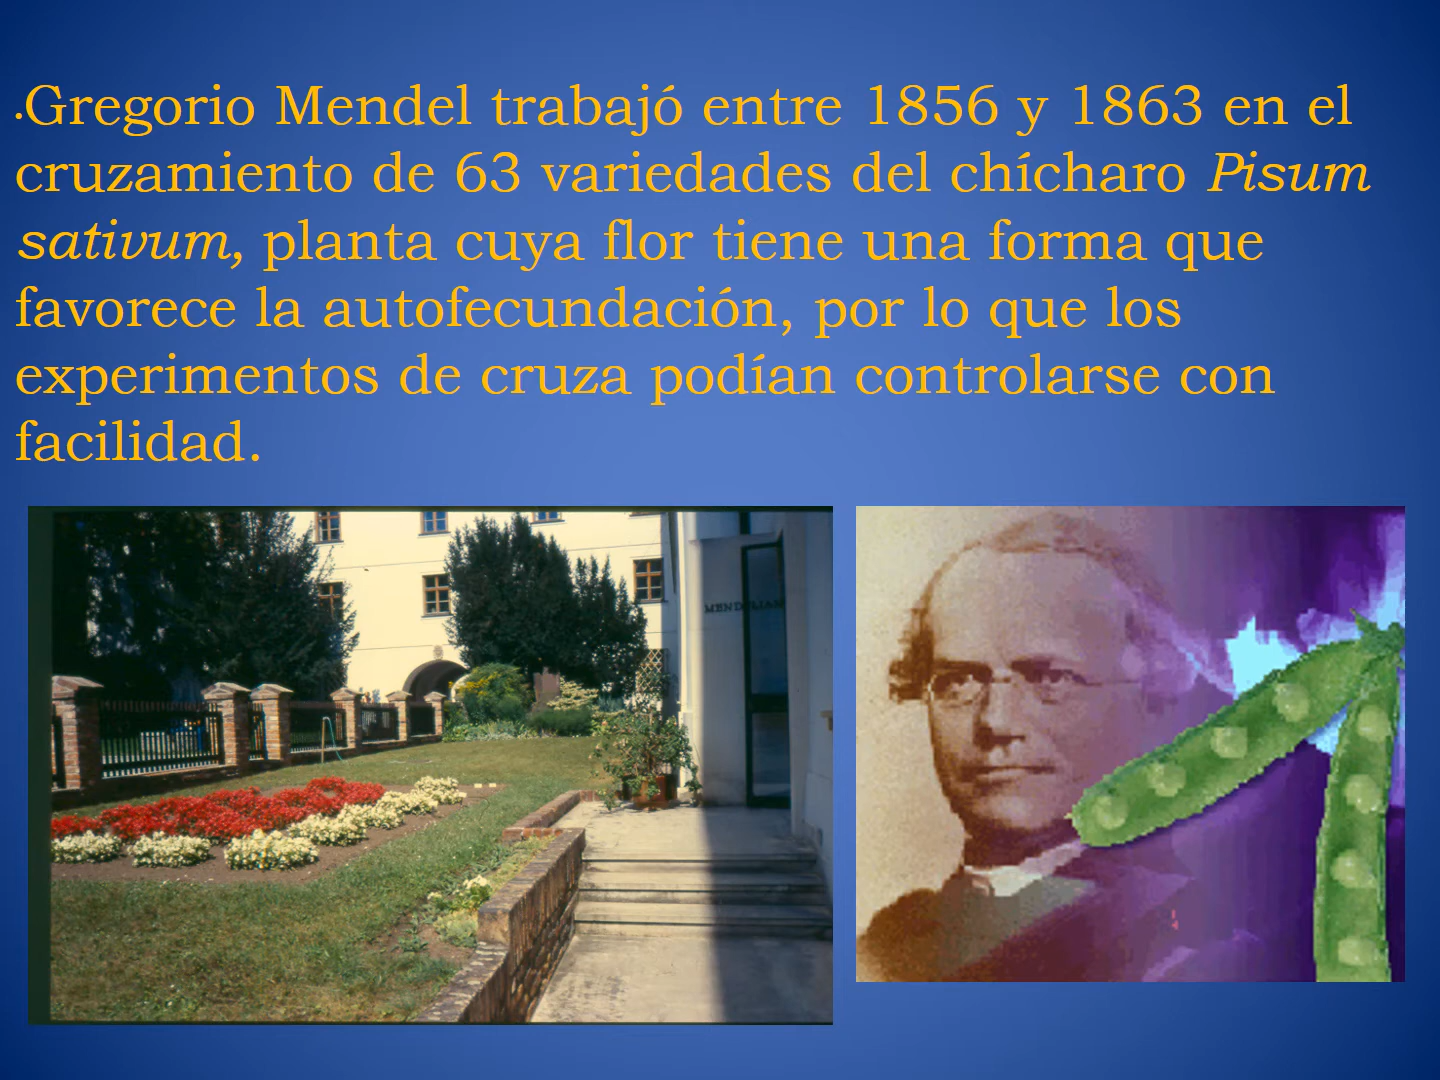 ·Gregorio Mendel trabajó entre 1856 y 1863 en el
cruzamiento de 63 variedades del chícharo Pisum
sativum, planta cuya flor tiene una forma que
favorece la autofecundación, por lo que los
experimentos de cruza podían controlarse con
facilidad.